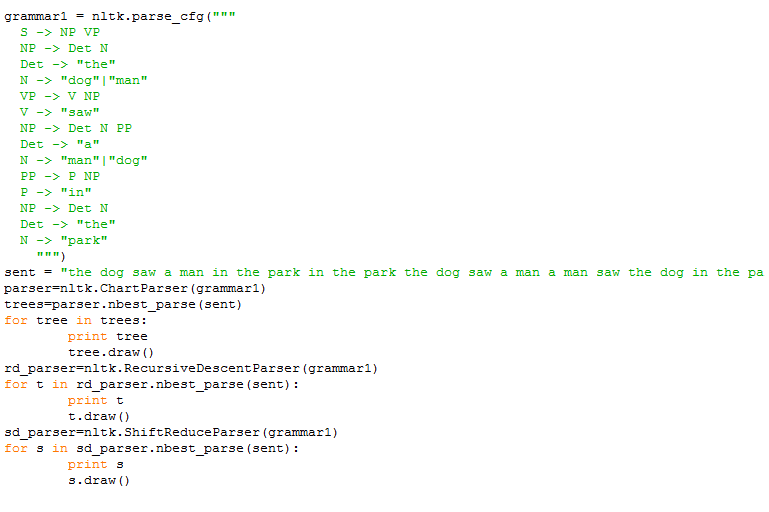 grammar1 = nltk.parse_cfg("""
  S -> NP VP
  NP -> Det N
  Det -> "the"
  N -> "dog"|"man"
  VP -> V NP
  V -> "saw"
  NP -> Det N PP
  Det -> "a"
  N -> "man"|"dog"
  PP -> P NP
  P -> "in"
  NP -> Det N
  Det -> "the"
  N -> "park"
    """)
sent = "the dog saw a man in the park in the park the dog saw a man a man saw the dog in the pa
parser=nltk.ChartParser(grammar1)
trees=parser.nbest_parse(sent)
for tree in trees:
        print tree
        tree.draw()
rd_parser=nltk.RecursiveDescentParser(grammar1)
for t in rd_parser.nbest_parse(sent):
        print t
        t.draw()
sd_parser=nltk.ShiftReduceParser(grammar1)
for s in sd_parser.nbest_parse(sent):
        print s
        s.draw()